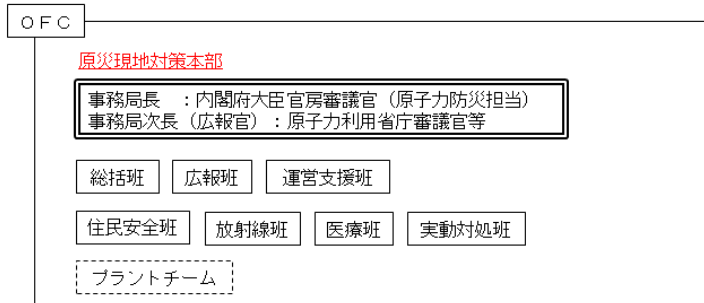 ＯＦＣ
原災現地対策本部
事務局長　：内閣府大臣官房審議官（原子力防災担当）
事務局次長（広報官）：原子力利用省庁審議官等
総括班　広報班　運営支援班
住民安全班　放射線班　医療班　実動対処班
プラントチーム